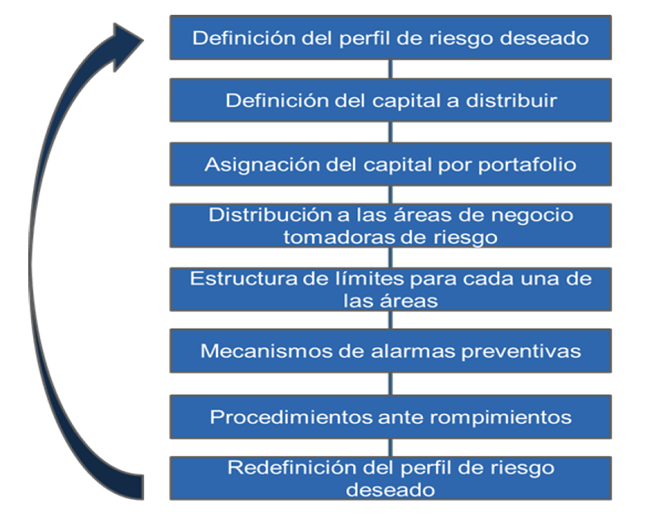 Definición del perfil de riesgo deseado
Definición del capital a distribuir
Asignación del capital por portafolio
Distribución a las áreas de negocio
tomadoras de riesgo
Estructura de límites para cada una de
las áreas
Mecanismos de alarmas preventivas
Procedimientos ante rompimientos
Redefinición del perfil de riesgo
deseado